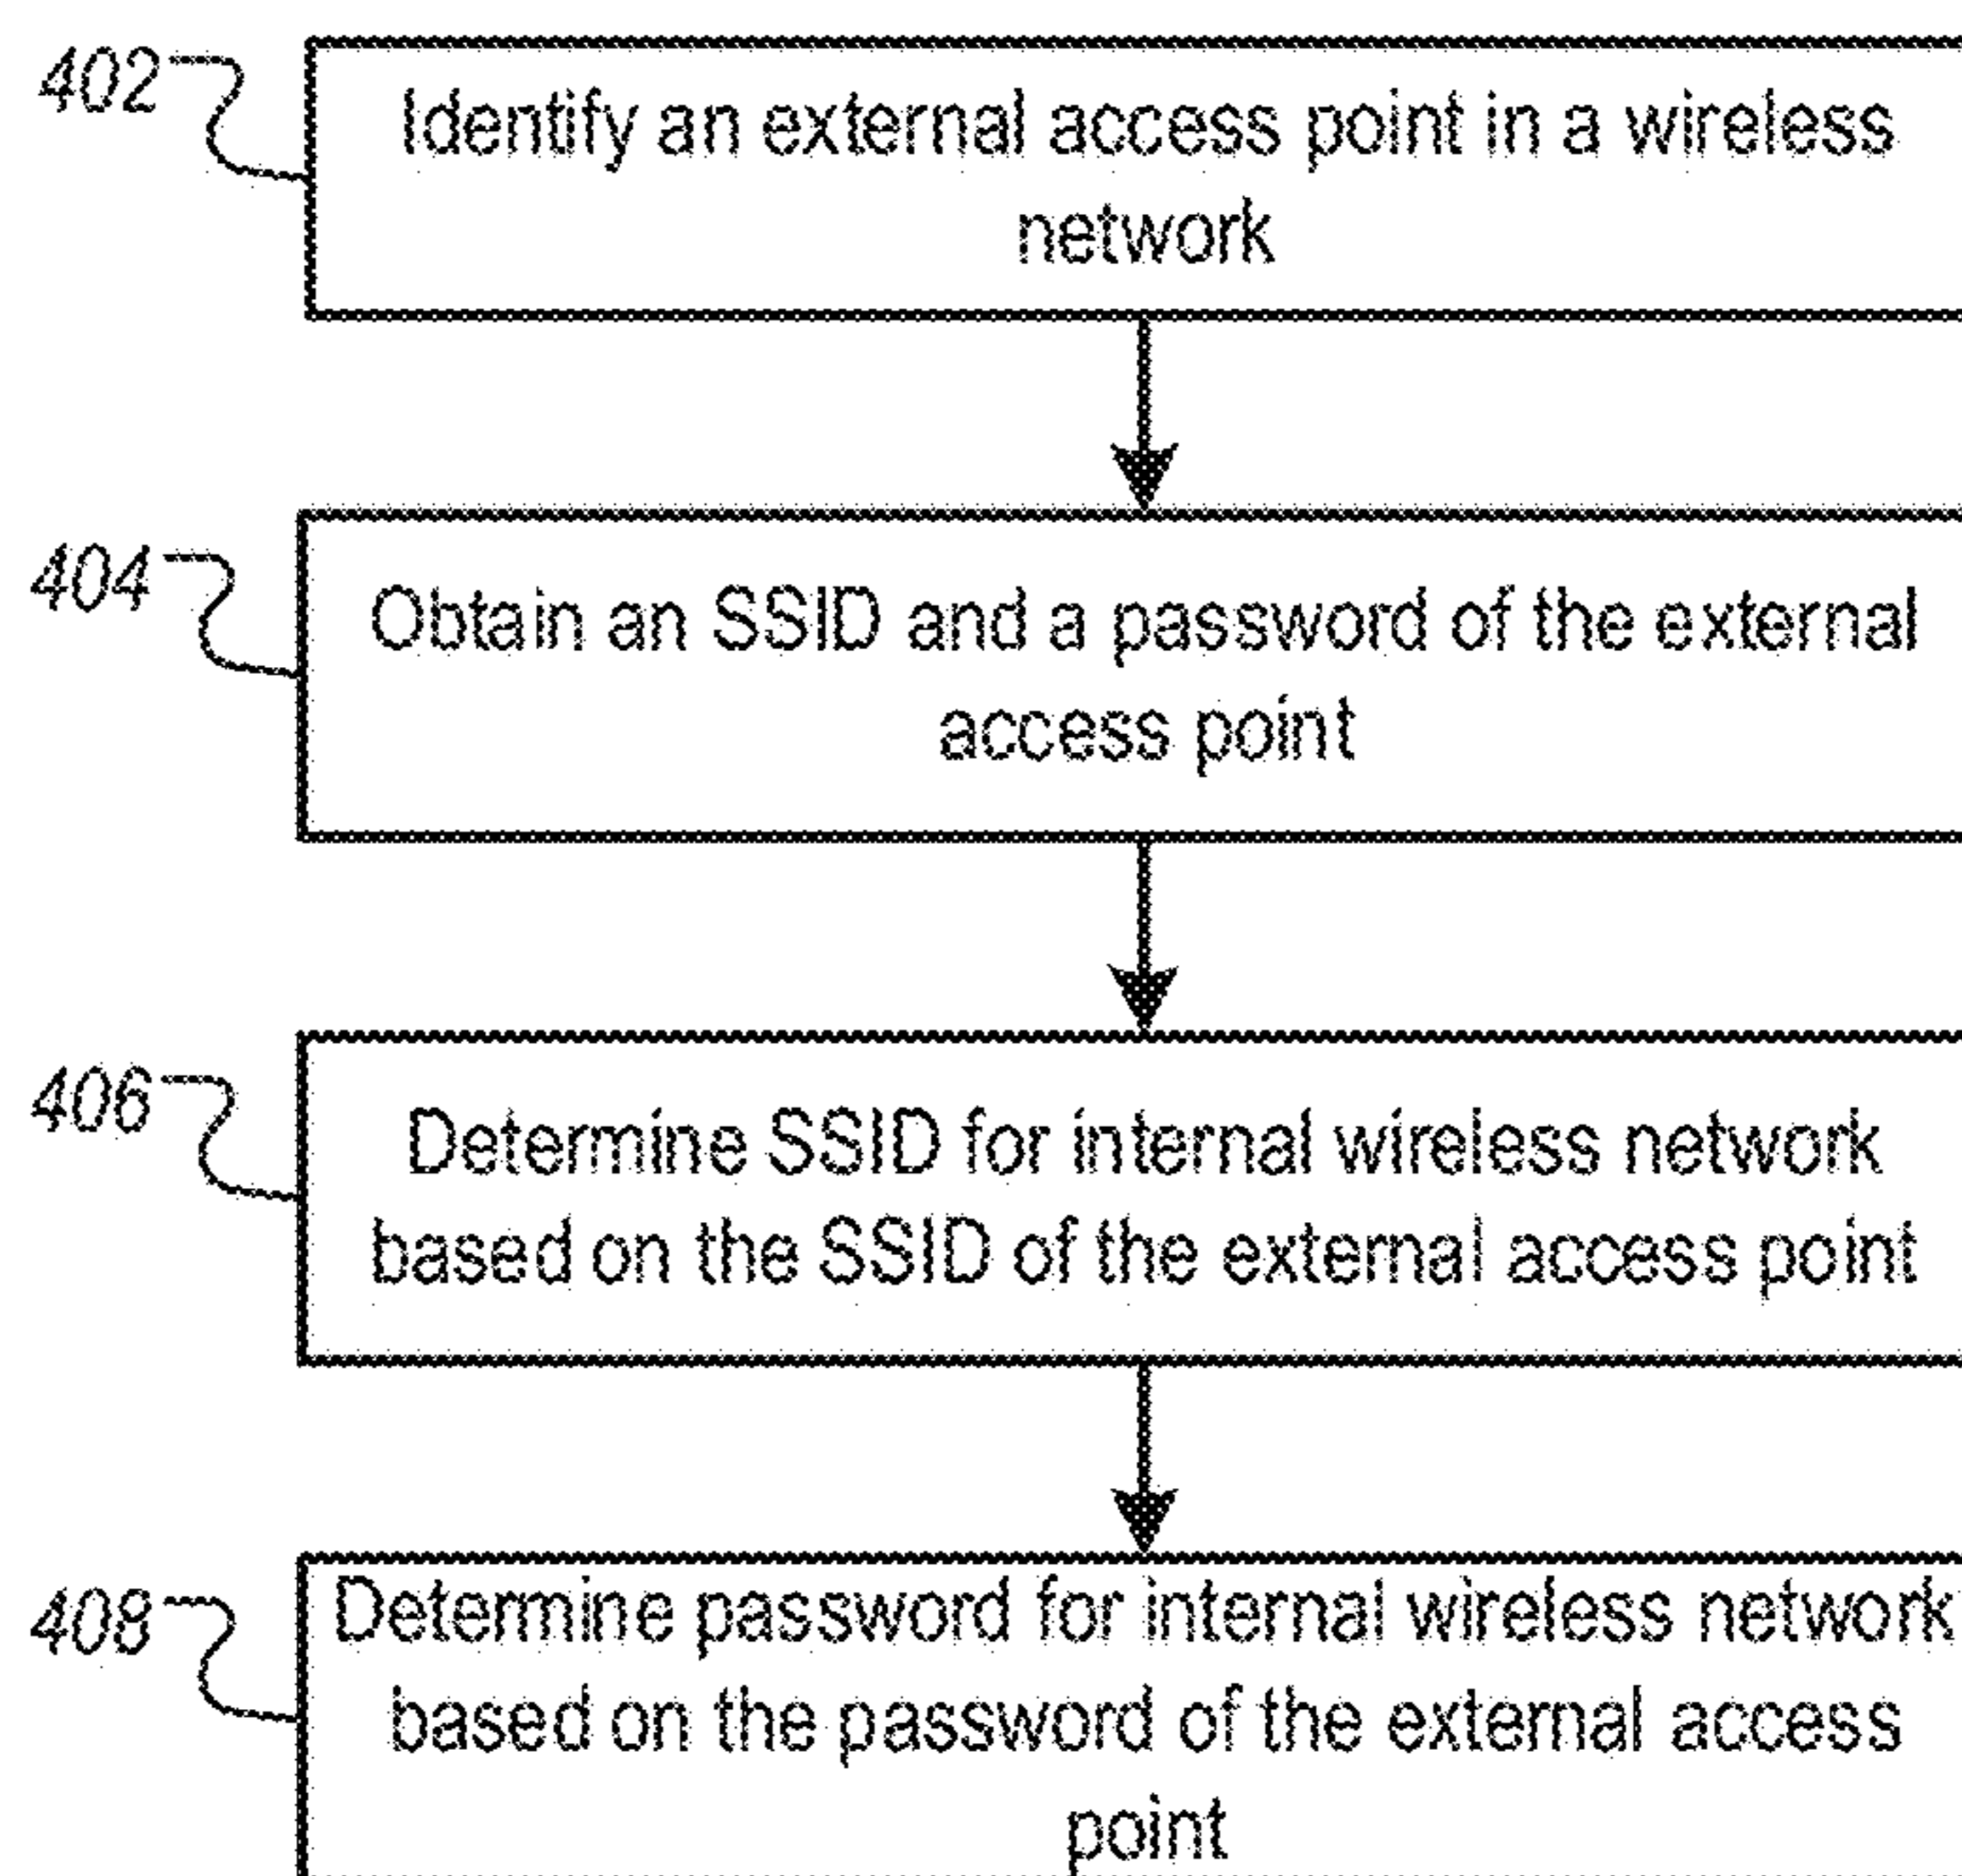 402
Identify an external access point in a wireless
network
404
Obtain an SSID and a password of the external
access point
406
Determine SSID for internal wireless network
based on the SSID of the external access point
408
Determine password for internal wireless network
based on the password of the external access
point